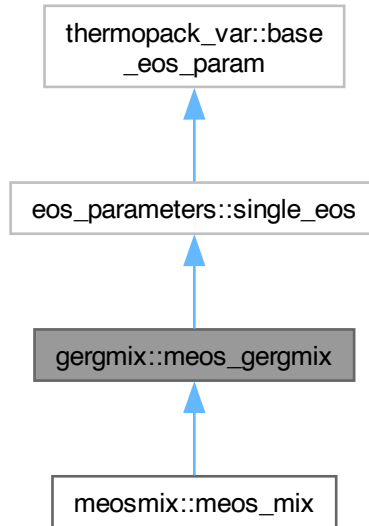 thermopack_var::base
_eos_param
eos_parameters::single_eos
gergmix::meos_gergmix
meosmix::meos_mix